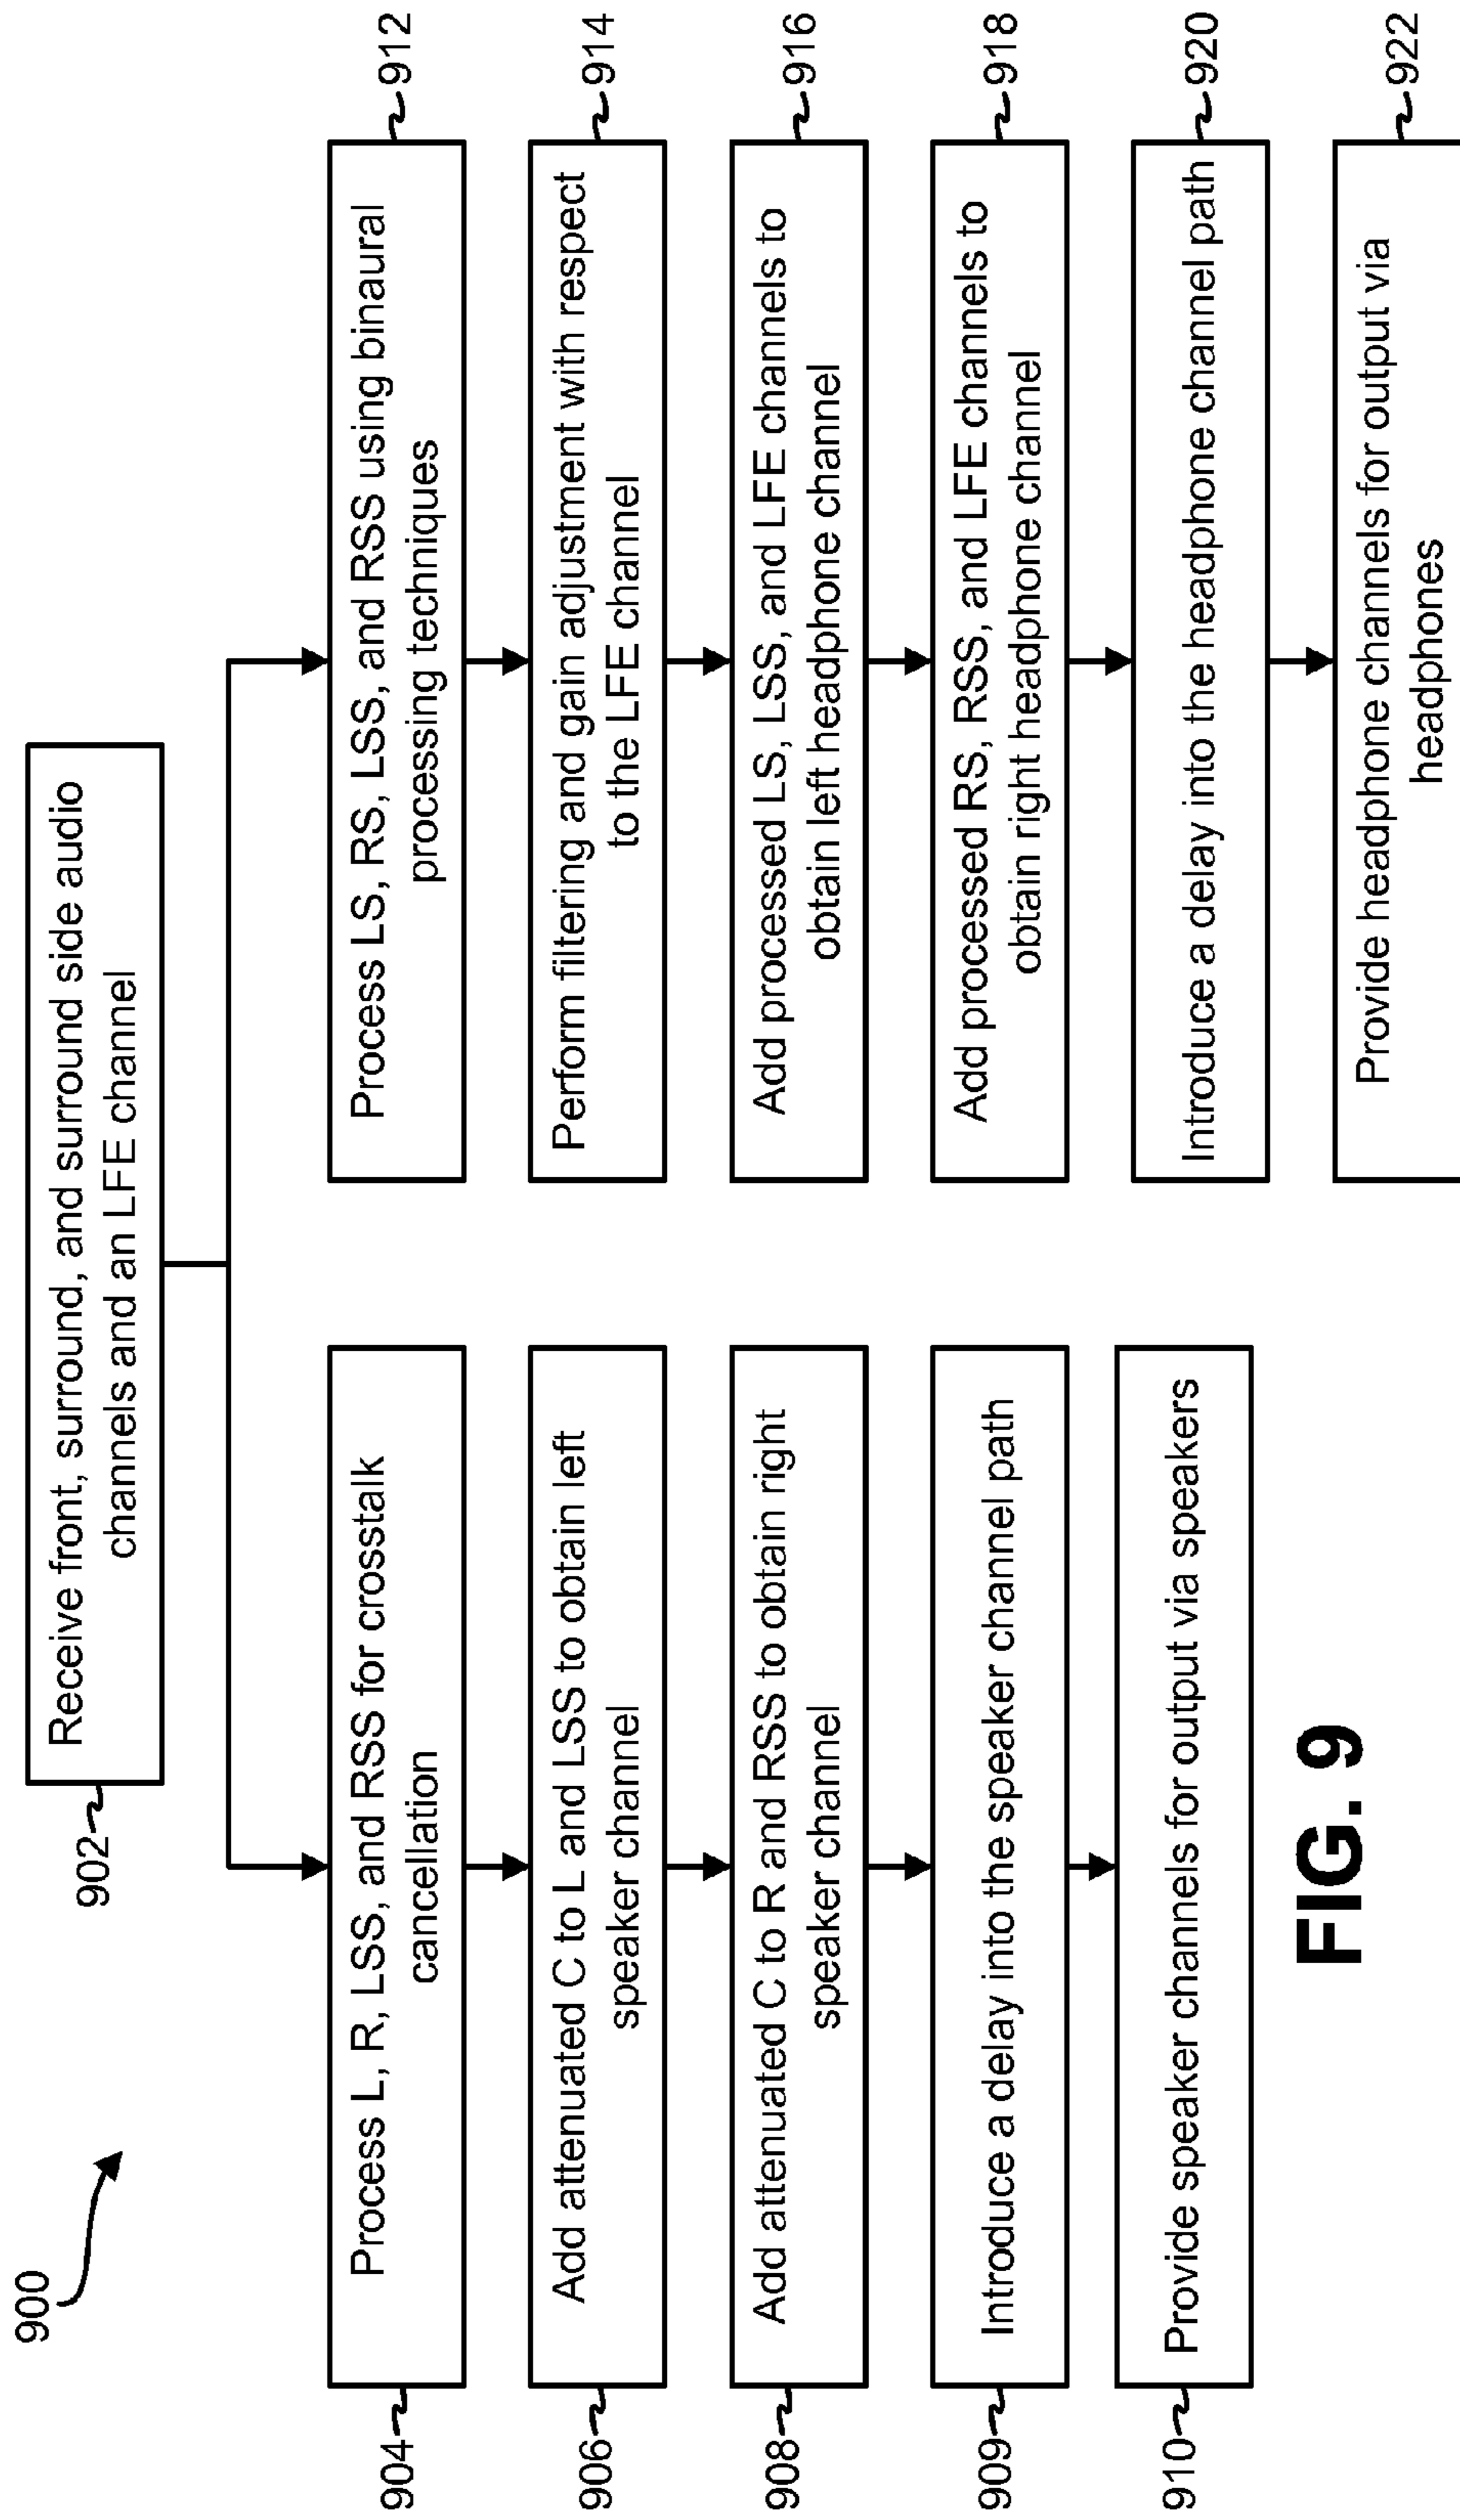 900
902
Receive front, surround, and surround side audio
channels and an LFE channel
904
Process L, R, LSS, and RSS for crosstalk
cancellation
906
Add attenuated C to L and LSS to obtain left
speaker channel
908
Add attenuated C to R and RSS to obtain right
speaker channel
909
Introduce a delay into the speaker channel path
910
Provide speaker channels for output via speakers
Process LS, RS, LSS, and RSS using binaural
processing techniques
912
Perform filtering and gain adjustment with respect
to the LFE channel
914
Add processed LS, LSS, and LFE channels to
obtain left headphone channel
916
Add processed RS, RSS, and LFE channels to
obtain right headphone channel
918
Introduce a delay into the headphone channel path
920
Provide headphone channels for output via
headphones
922
FIG. 9